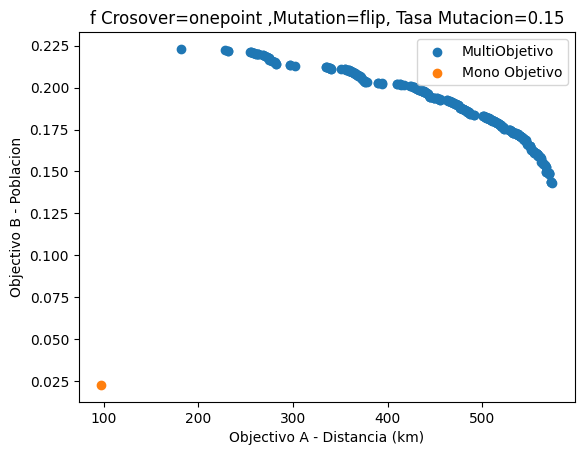 f Crosover=onepoint ,Mutation=flip, Tasa Mutacion=0.15
MultiObjetivo
Mono Objetivo
0.225
0.200
0.175
0.150
0.125
0.100
0.075
0.050
0.025
Objectivo B - Poblacion
100
200
300
400
500
Objetivo A - Distancia (km)